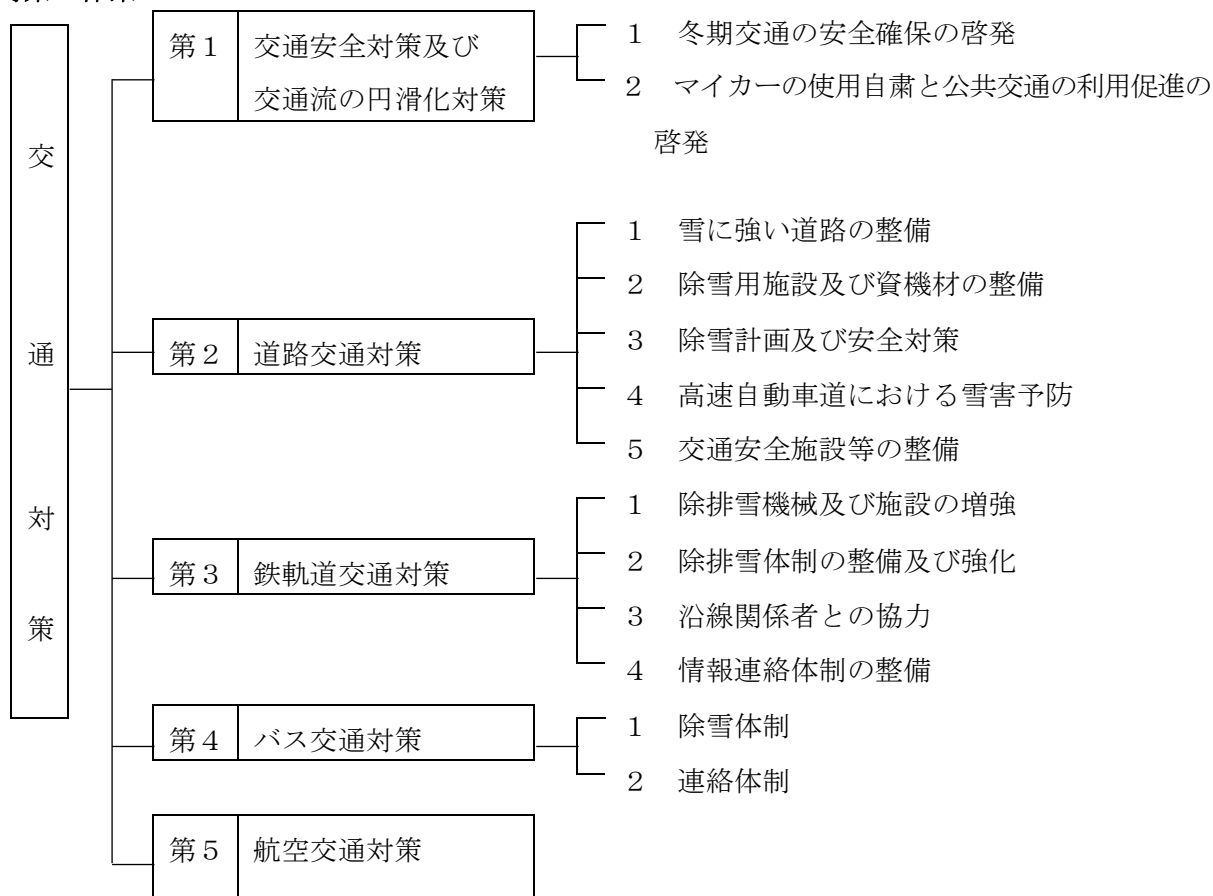 交通対策
第１ 交通安全対策及び
交通流の円滑化対策
１ 冬期交通の安全確保の啓発
２ マイカーの使用自粛と公共交通の利用促進の
啓発
第２ 道路交通対策
１ 雪に強い道路の整備
２ 除雪用施設及び資機材の整備
３ 除雪計画及び安全対策
４ 高速自動車道における雪害予防
５ 交通安全施設等の整備
第３ 鉄軌道交通対策
１ 除排雪機械及び施設の増強
２ 除排雪体制の整備及び強化
３ 沿線関係者との協力
４ 情報連絡体制の整備
第４ バス交通対策
１ 除雪体制
２ 連絡体制
第５ 航空交通対策